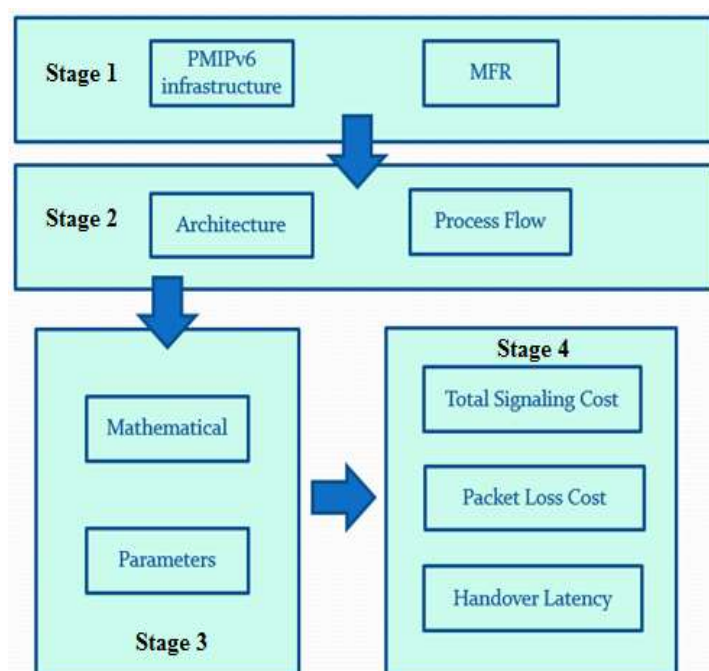 Stage 1
PMIPv6
infrastructure
MFR
Stage 2
Architecture
Process Flow
Mathematical
Parameters
Stage 3
Stage 4
Total Signaling Cost
Packet Loss Cost
Handover Latency